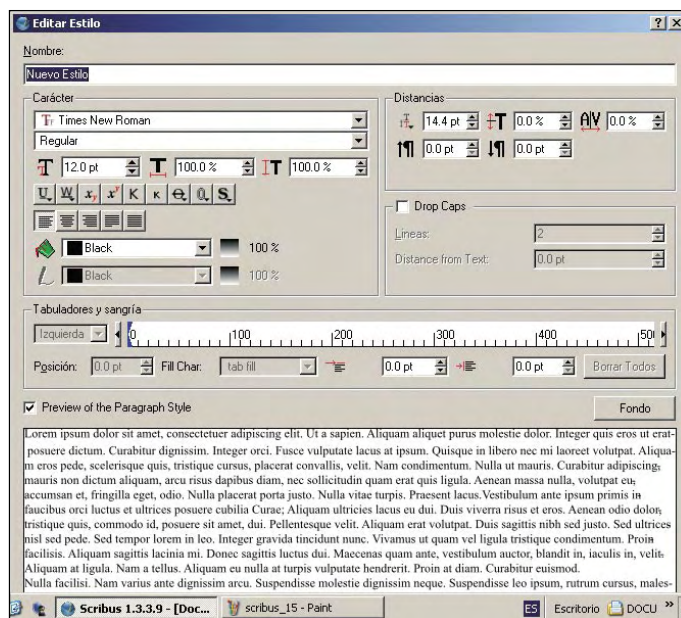 Editar Estilo
Nombre:
Nuevo Estilo
Carácter
Times New Roman
Regular
12.0 pt 100.0 % 100.0 %
Black 100 %
Black 100 %
Distancias
14.4 pt 0.0 % 0.0 %
0.0 pt 0.0 pt
Drop Caps
Lineas: 2
Distance from Text: 0.0 pt
Tabuladores y sangría
Izquierda 0 100 200 300 400 50
Posición: 0.0 pt Fill Char: tab fill 0.0 pt 0.0 pt Borrar Todos
Preview of the Paragraph Style Fondo
Lorem ipsum dolor sit amet, consectetuer adipiscing elit. Ut a sapien. Aliquam aliquet purus molestie dolor. Integer quis eros ut erat-
posuere dictum. Curabitur dignissim. Integer orci. Fusce vulputate lacus at ipsum. Quisque in libero nec mi laoreet volutpat. Aliqua-
m eros pede, scelerisque quis, tristique cursus, placerat convallis, velit. Nam condimentum. Nulla ut mauris. Curabitur adipiscing,
mauris non dictum aliquam, arcu risus dapibus diam, nec sollicitudin quam erat quis ligula. Aenean massa nulla, volutpat eu,
accumsan et, fringilla eget, odio. Nulla placerat porta justo. Nulla vitae turpis. Praesent lacus.Vestibulum ante ipsum primis in
faucibus orci luctus et ultrices posuere cubilia Curae; Aliquam ultricies lacus eu dui. Duis viverra risus et eros. Aenean odio dolor,
tristique quis, commodo id, posuere sit amet, dui. Pellentesque velit. Aliquam erat volutpat. Duis sagittis nibh sed justo. Sed ultrices
nisl sed pede. Sed tempor lorem in leo. Integer gravida tincidunt nunc. Vivamus ut quam vel ligula tristique condimentum. Proin
facilisis. Aliquam sagittis lacinia mi. Donec sagittis luctus dui. Maecenas quam ante, vestibulum auctor, blandit in, iaculis in, velit.
Aliquam at ligula. Nam a tellus. Aliquam eu nulla at turpis vulputate hendrerit. Proin at diam. Curabitur euismod.
Nulla facilisi. Nam varius ante dignissim arcu. Suspendisse molestie dignissim neque. Suspendisse leo ipsum, rutrum cursus, males-
Scribus 1.3.3.9 - [Doc... scribus_15 - Paint ES Escritorio DOCU »